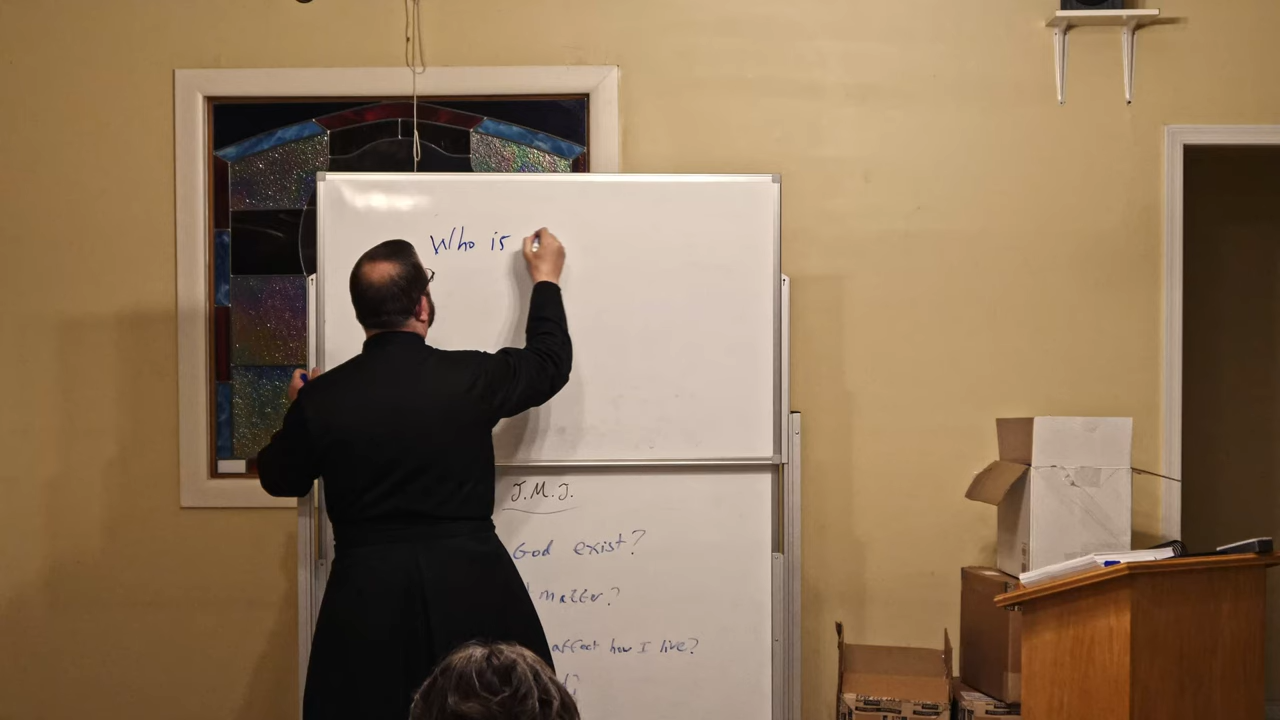 Who is
J.M.J.
God exist?
matter?
affect how I live?